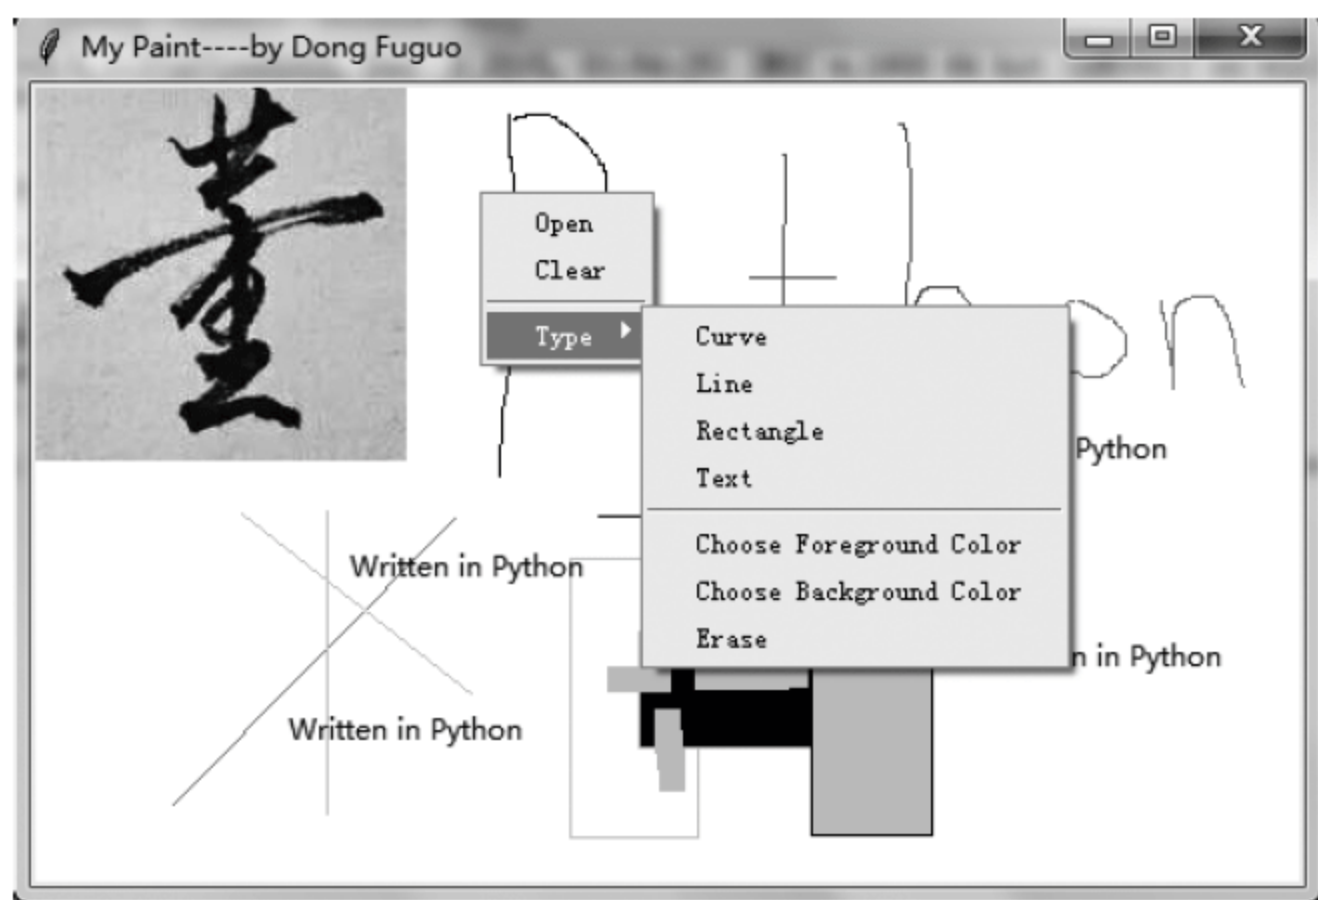 My Paint----by Dong Fuguo
董
Open
Clear
Type
Curve
Line
Rectangle
Text
Choose Foreground Color
Choose Background Color
Erase
Python
Written in Python
n in Python
Written in Python